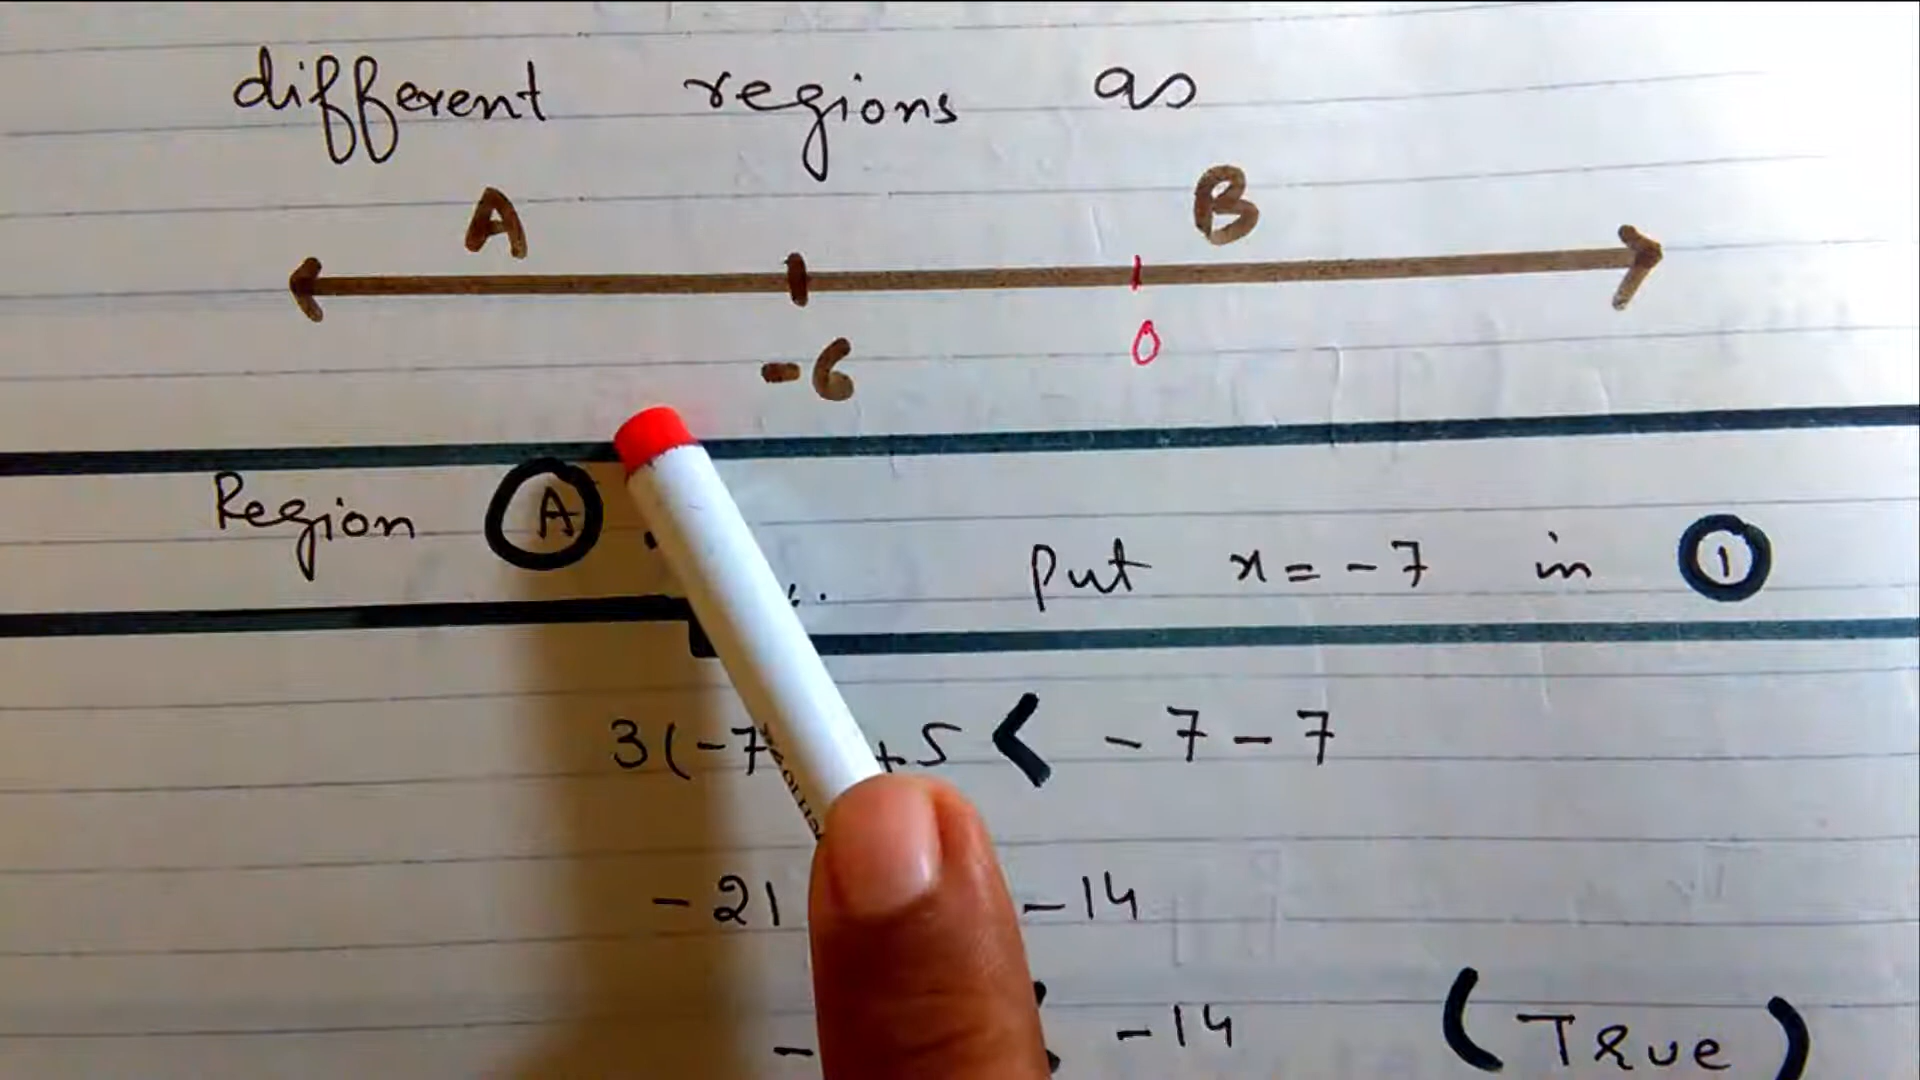 different regions as
A B
-6 0
Region A Put x = -7 in 1
3(-7 +5 < -7-7
-21 -14
- -14 (True)